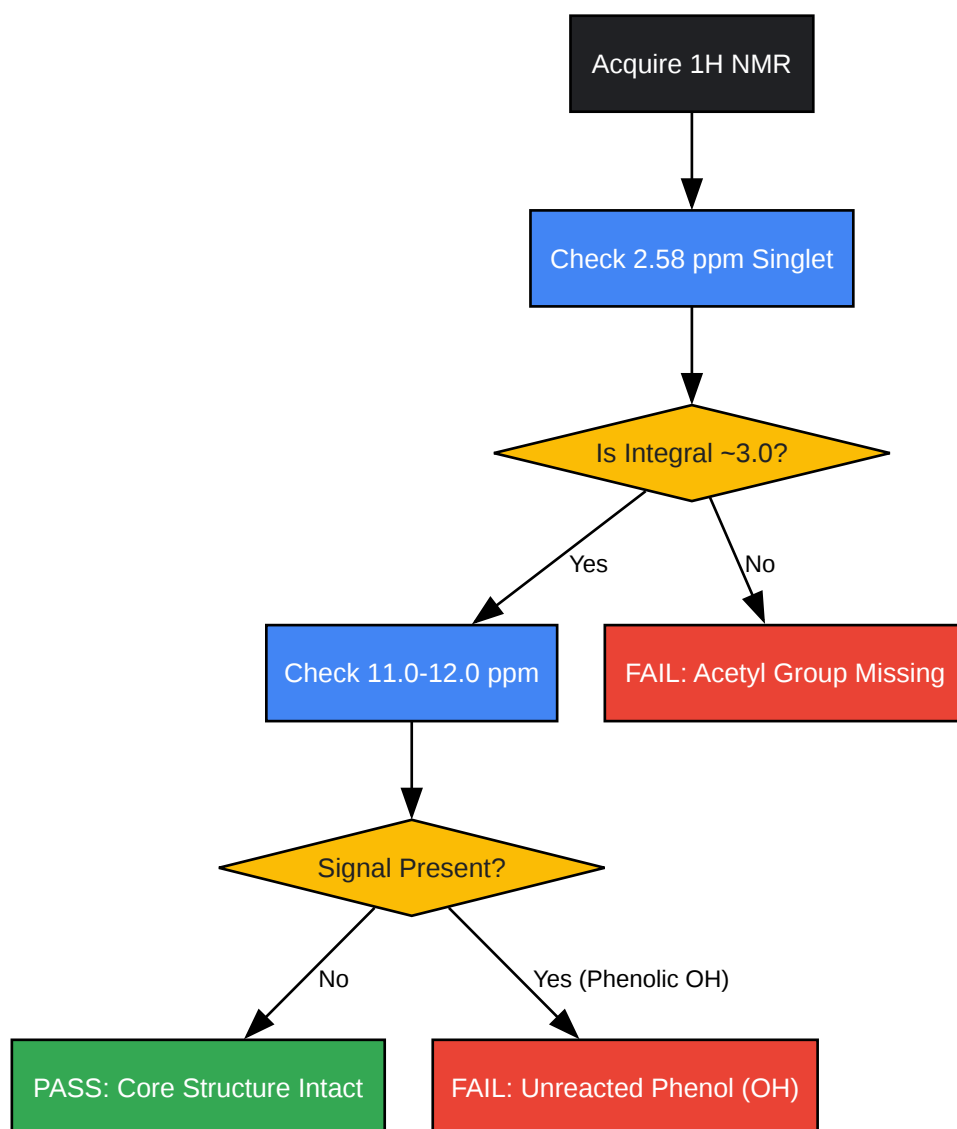 Acquire 1H NMR
Check 2.58 ppm Singlet
Is Integral ~3.0?
Yes
No
Check 11.0-12.0 ppm
FAIL: Acetyl Group Missing
Signal Present?
No
Yes (Phenolic OH)
PASS: Core Structure Intact
FAIL: Unreacted Phenol (OH)